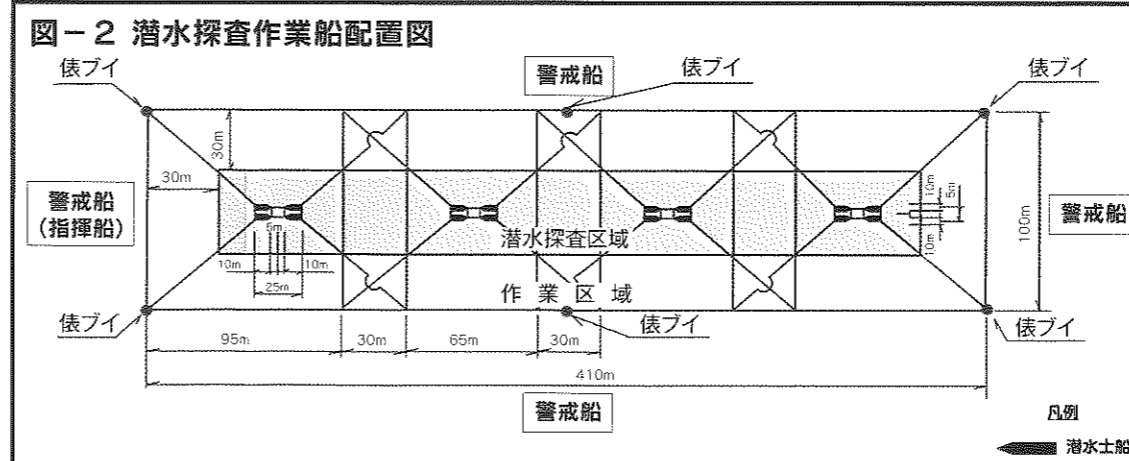 図－2 潜水探査作業船配置図
俵ブイ
警戒船
俵ブイ
俵ブイ
30m
30m
警戒船
(指揮船)
5m
10m
10m
25m
潜水探査区域
10m
5m
10m
100m
警戒船
作業区域
俵ブイ
俵ブイ
俵ブイ
95m
30m
65m
30m
410m
警戒船
凡例
潜水士船